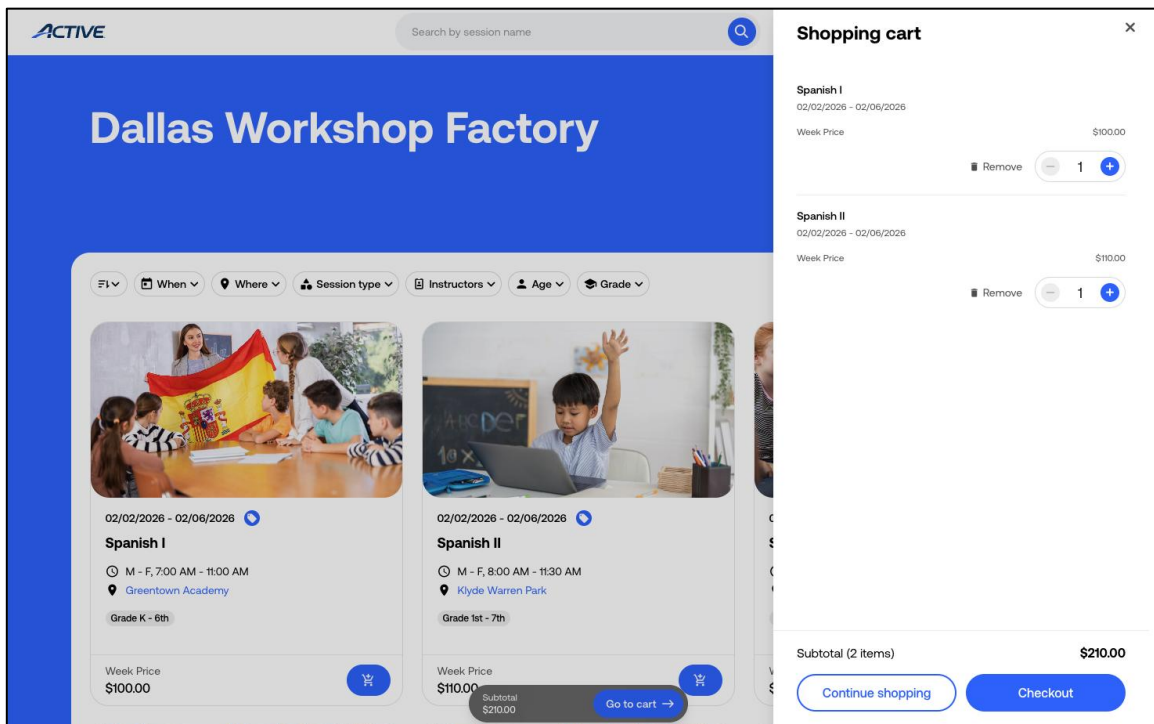 ACTIVE
Search by session name
Dallas Workshop Factory
When
Where
Session type
Instructors
Age
Grade
02/02/2026 - 02/06/2026
Spanish I
M - F, 7:00 AM - 11:00 AM
Greentown Academy
Grade K - 6th
Week Price
$100.00
02/02/2026 - 02/06/2026
Spanish II
M - F, 8:00 AM - 11:30 AM
Klyde Warren Park
Grade 1st - 7th
Week Price
$110.00
Subtotal
$210.00
Go to cart →
Shopping cart
Spanish I
02/02/2026 - 02/06/2026
Week Price $100.00
Remove 1
Spanish II
02/02/2026 - 02/06/2026
Week Price $110.00
Remove 1
Subtotal (2 items) $210.00
Continue shopping
Checkout